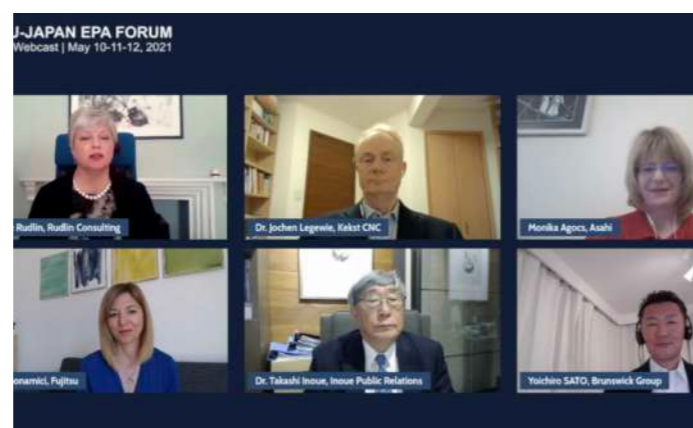 J-JAPAN EPA FORUM
Webcast | May 10-11-12, 2021
Rudlin, Rudlin Consulting
Dr. Jochen Legewie, Kekst CNC
Monika Agocs, Asahi
onamici, Fujitsu
Dr. Takashi Inoue, Inoue Public Relations
Yoichiro SATO, Brunswick Group